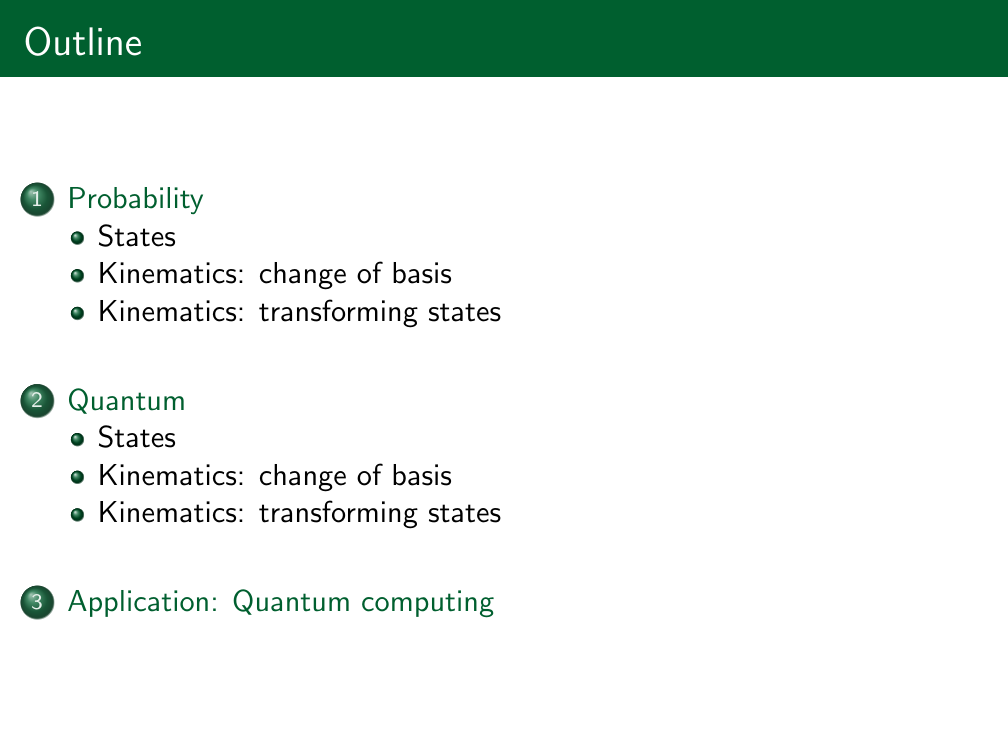 Outline
1 Probability
States
Kinematics: change of basis
Kinematics: transforming states
2 Quantum
States
Kinematics: change of basis
Kinematics: transforming states
3 Application: Quantum computing